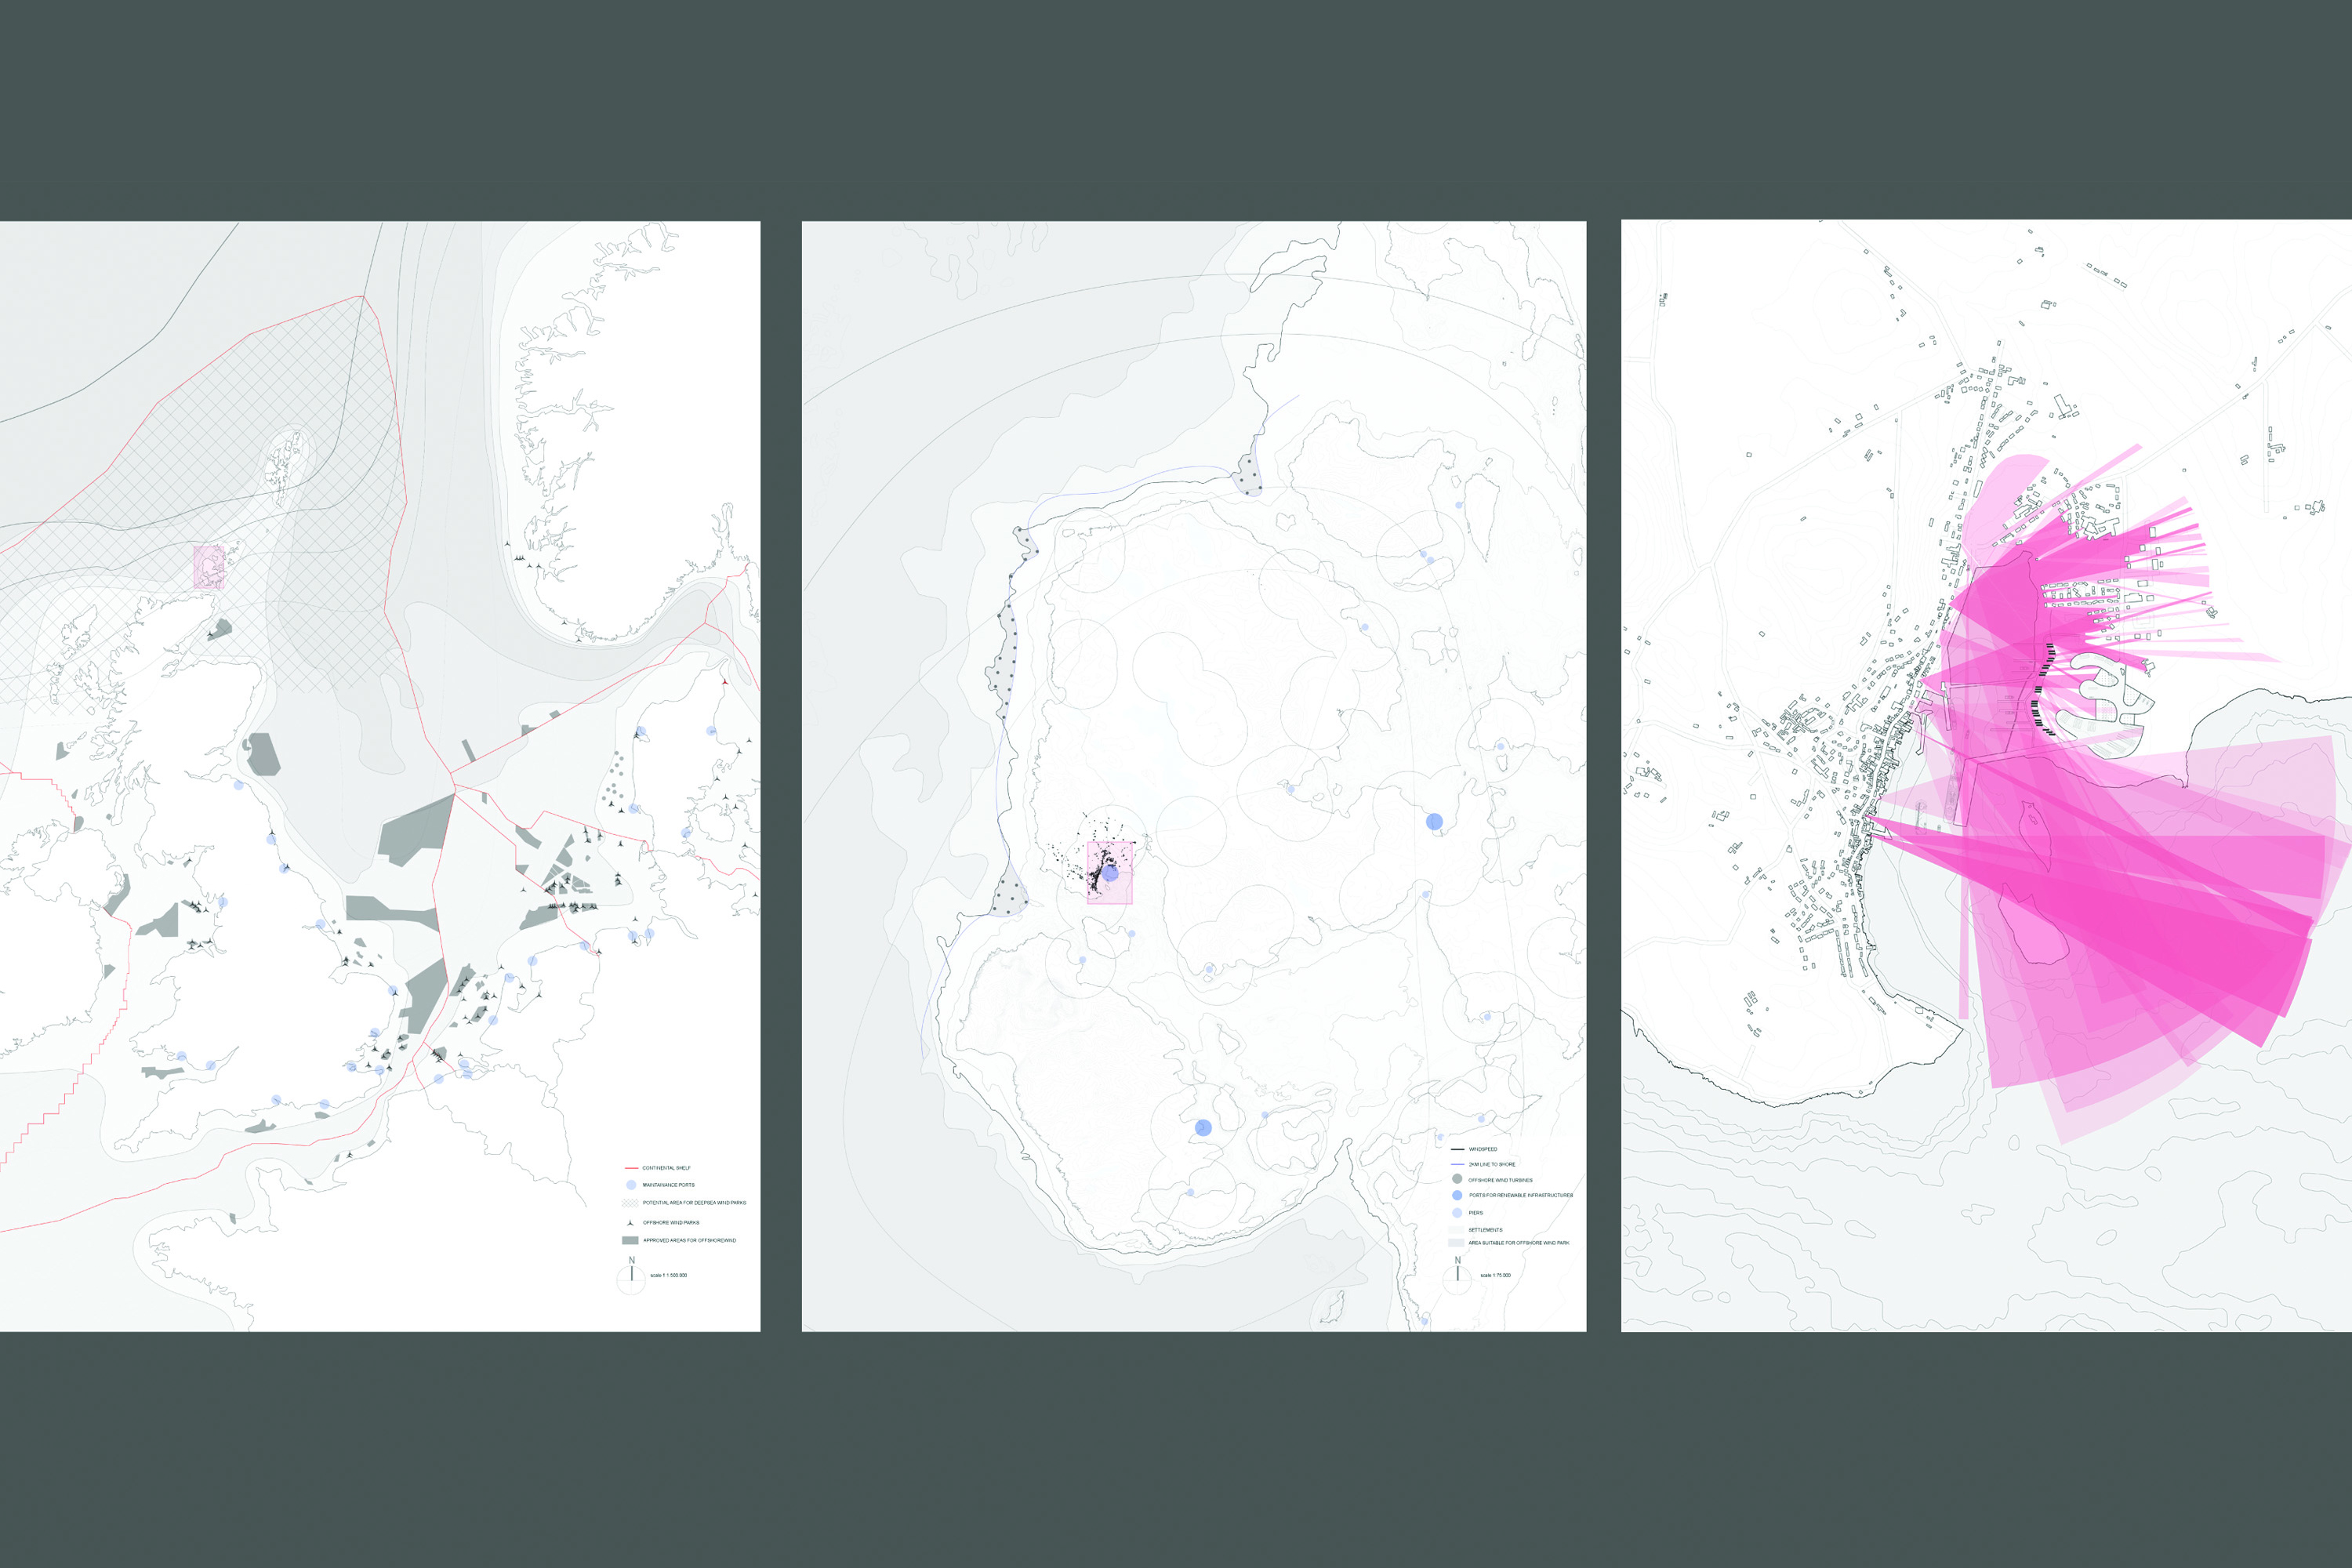 CONTINENTAL SHELF
MAINTAINANCE PORTS
POTENTIAL AREA FOR DEEPSEA WIND PARKS
OFFSHORE WIND PARKS
APPROVED AREAS FOR OFFSHOREWIND
N
scale 1:1 500 000
WINDSPEED
2KM LINE TO SHORE
OFFSHORE WIND TURBINES
PORTS FOR RENEWABLE INFRASTRUCTURES
PIERS
SETTLEMENTS
AREA SUITABLE FOR OFFSHORE WIND PARK
N
scale 1:75 000